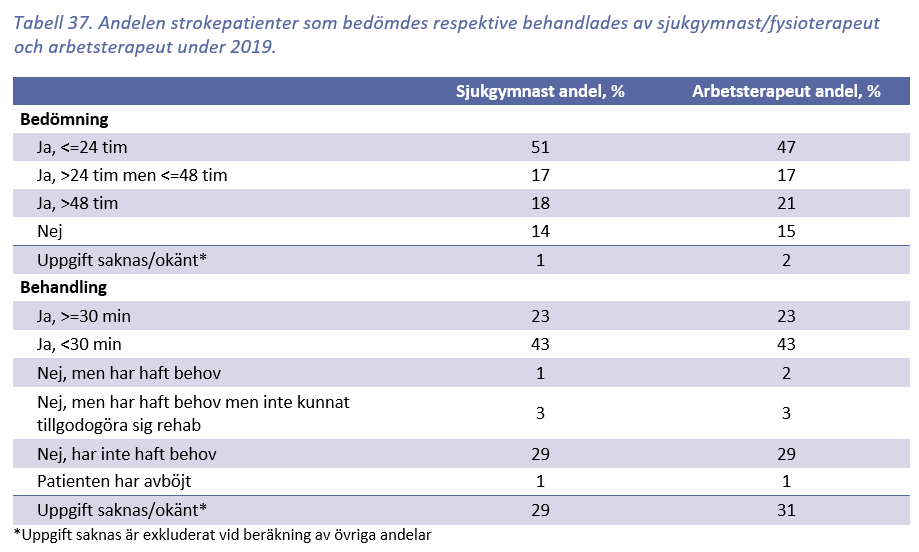 Tabell 37. Andelen strokepatienter som bedömdes respektive behandlades av sjukgymnast/fysioterapeut
och arbetsterapeut under 2019.
Sjukgymnast andel, % Arbetsterapeut andel, %
Bedömning
Ja, <=24 tim 51 47
Ja, >24 tim men <=48 tim 17 17
Ja, >48 tim 18 21
Nej 14 15
Uppgift saknas/okänt* 1 2
Behandling
Ja, >=30 min 23 23
Ja, <30 min 43 43
Nej, men har haft behov 1 2
Nej, men har haft behov men inte kunnat
tillgodogöra sig rehab 3 3
Nej, har inte haft behov 29 29
Patienten har avböjt 1 1
Uppgift saknas/okänt* 29 31
*Uppgift saknas är exkluderat vid beräkning av övriga andelar